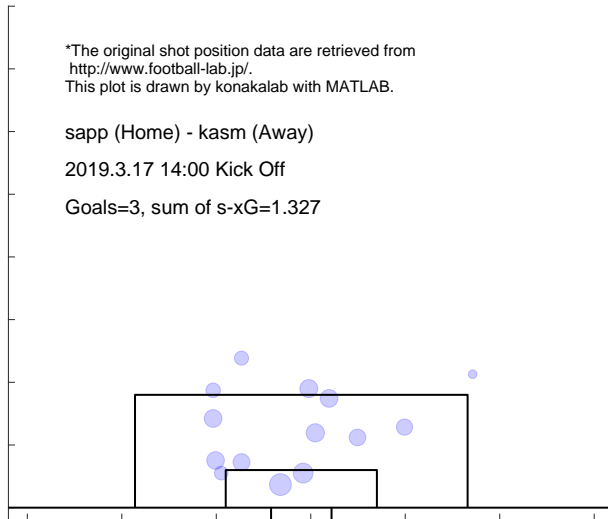 *The original shot position data are retrieved from
http://www.football-lab.jp/.
This plot is drawn by konakalab with MATLAB.
sapp (Home) - kasm (Away)
2019.3.17 14:00 Kick Off
Goals=3, sum of s-xG=1.327